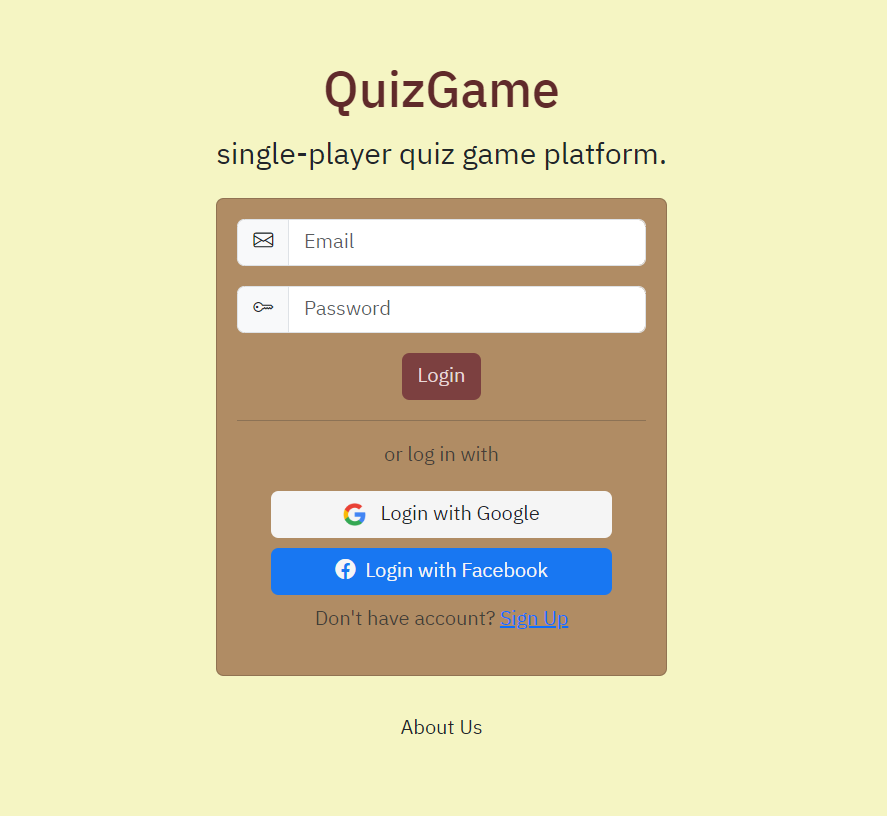 QuizGame
single-player quiz game platform.
Email
Password
Login
or log in with
Login with Google
Login with Facebook
Don't have account? Sign Up
About Us